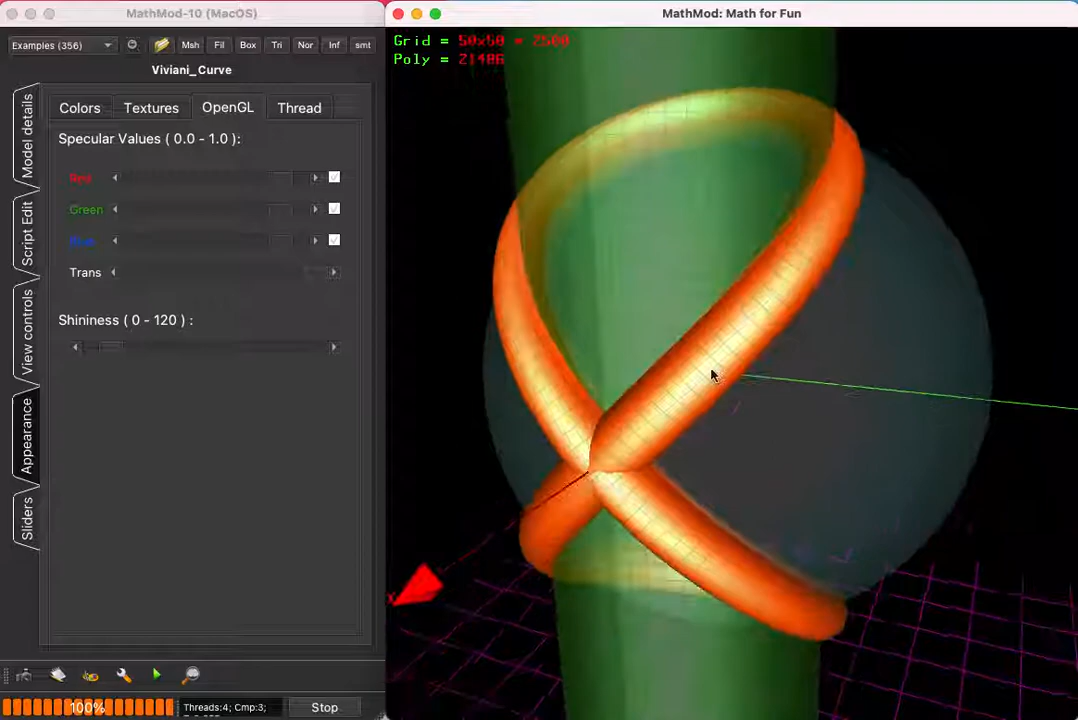 MathMod-10 (MacOS)
MathMod: Math for Fun
Examples (356)
Msh
Fil
Box
Tri
Nor
Inf
smt
Viviani_Curve
Colors
Textures
OpenGL
Thread
Specular Values ( 0.0 - 1.0 ) :
Red
Green
Blue
Trans
Shininess ( 0 - 120 ) :
Model details
Script Edit
View controls
Appearance
Sliders
100%
Threads:4; Cmp:3;
Stop
Grid = 50x50 = 2500
Poly = 21486